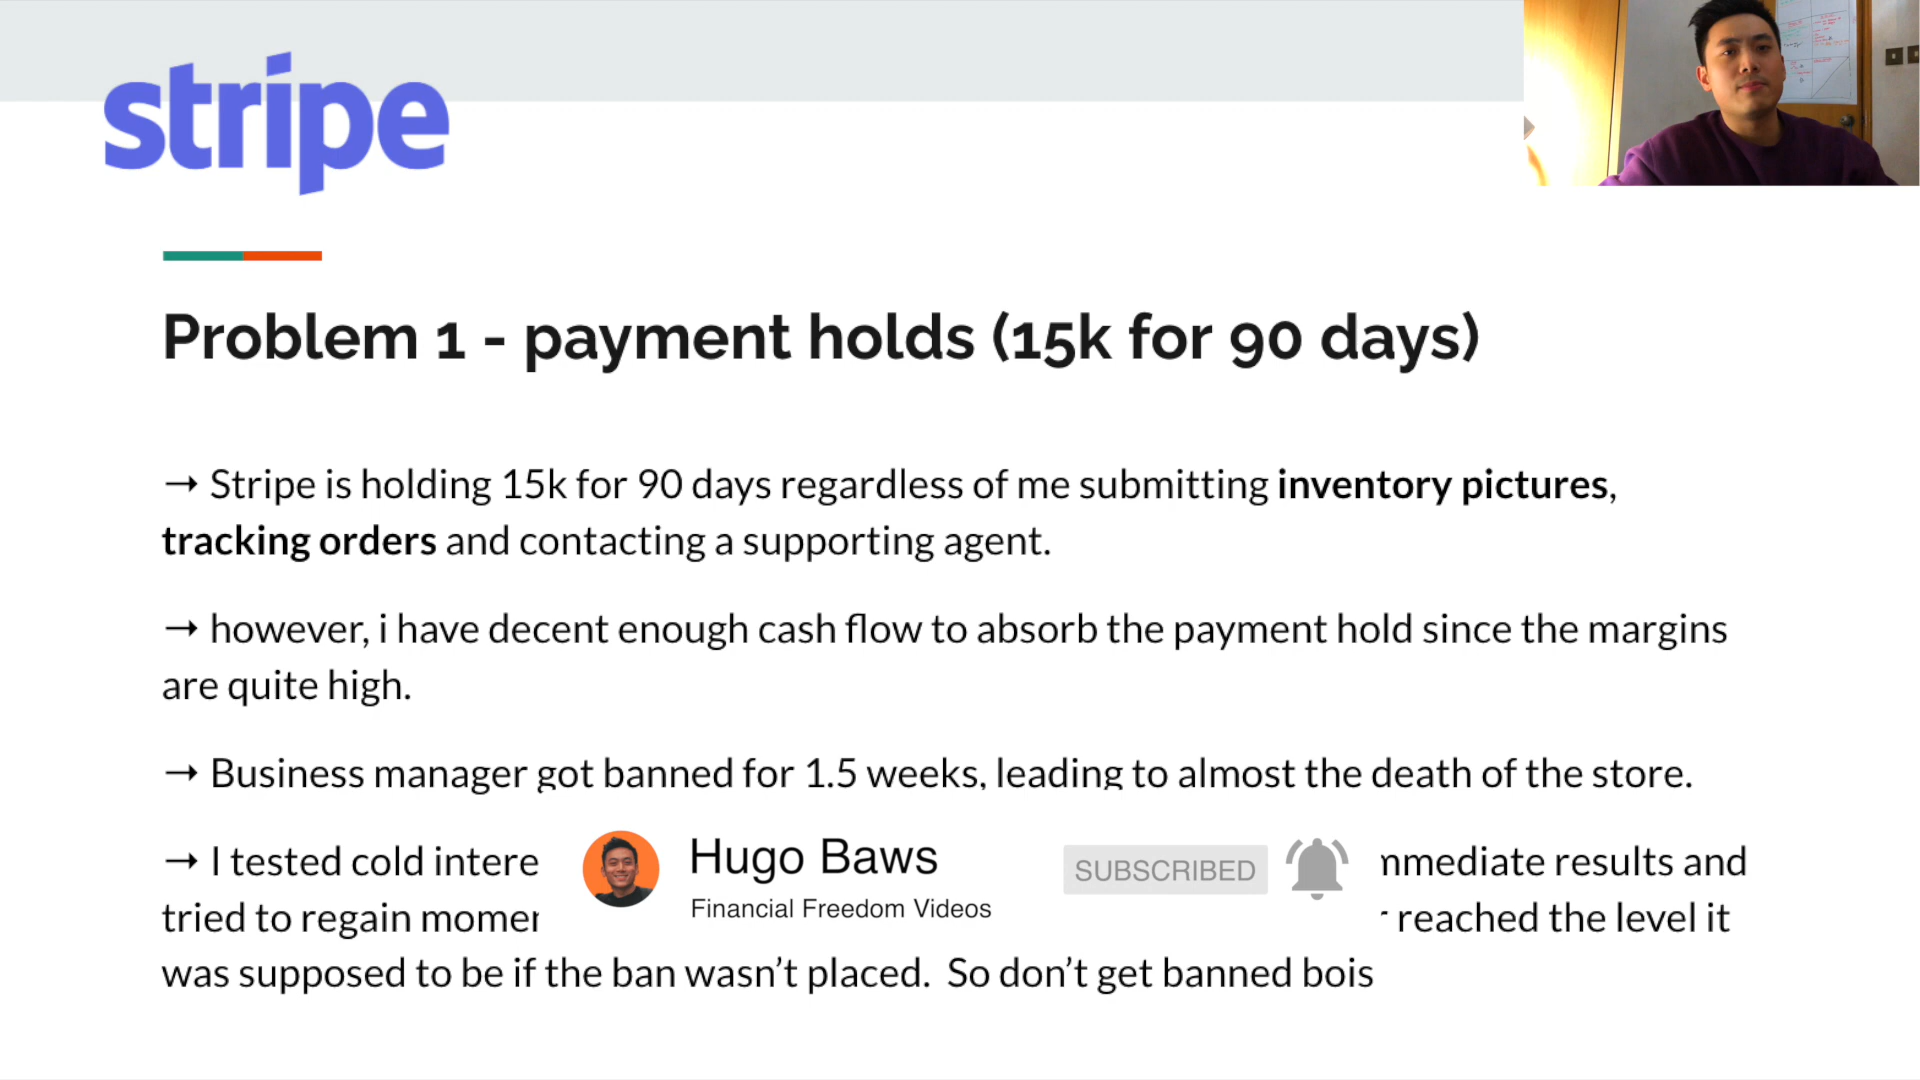 stripe
Problem 1 - payment holds (15k for 90 days)
→ Stripe is holding 15k for 90 days regardless of me submitting inventory pictures,
tracking orders and contacting a supporting agent.
→ however, i have decent enough cash flow to absorb the payment hold since the margins
are quite high.
→ Business manager got banned for 1.5 weeks, leading to almost the death of the store.
→ I tested cold intere
nmediate results and
tried to regain
reached the level it
was supposed to be if the ban wasn't placed.  So don't get banned bois
Hugo Baws
Financial Freedom Videos
SUBSCRIBED